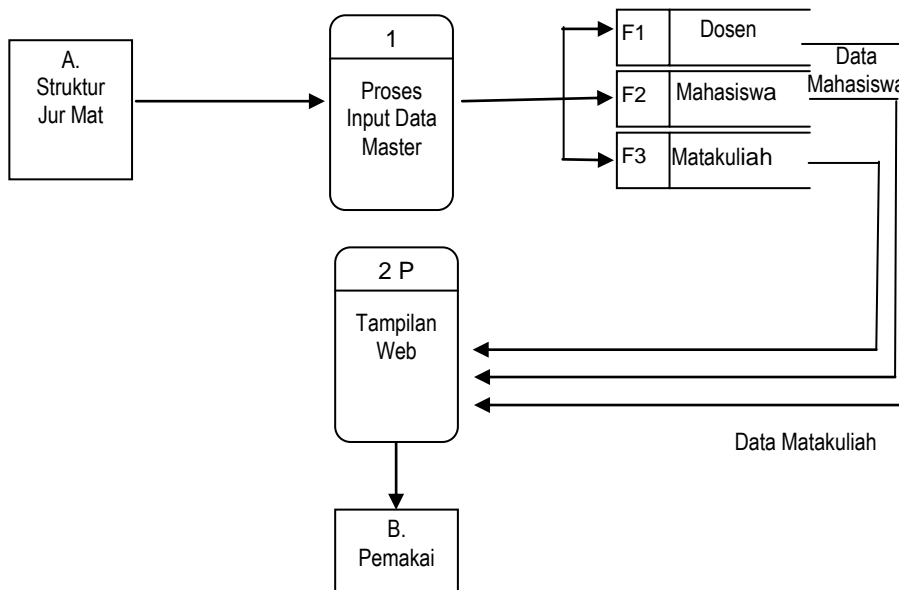 A.
Struktur
Jur Mat
1
Proses
Input Data
Master
F1 Dosen
F2 Mahasiswa
F3 Matakuliah
Data
Mahasiswa
2 P
Tampilan
Web
Data Matakuliah
B.
Pemakai